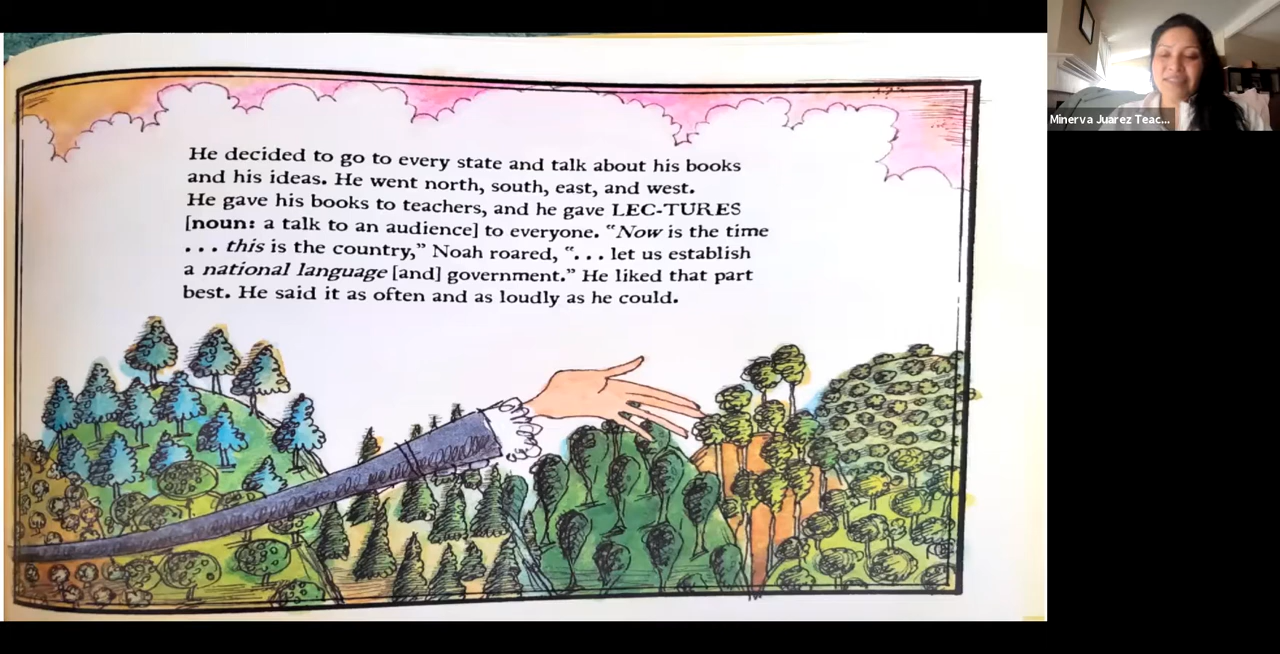 He decided to go to every state and talk about his books
and his ideas. He went north, south, east, and west.
He gave his books to teachers, and he gave LEC-TURES
[noun: a talk to an audience] to everyone. "Now is the time
. . . this is the country," Noah roared, ". . . let us establish
a national language [and] government." He liked that part
best. He said it as often and as loudly as he could.
Minerva Juarez Teac...